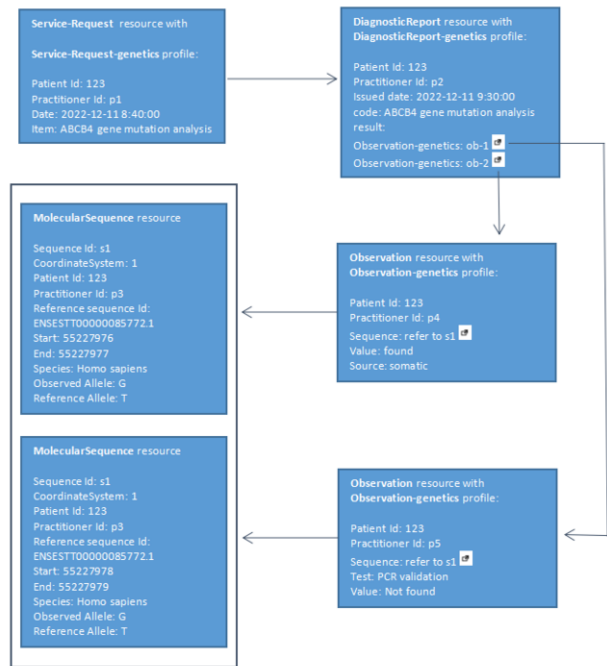 Service-Request resource with
Service-Request-genetics profile:
Patient Id: 123
Practitioner Id: p1
Date: 2022-12-11 8:40:00
Item: ABCB4 gene mutation analysis
DiagnosticReport resource with
DiagnosticReport-genetics profile:
Patient Id: 123
Practitioner Id: p2
Issued date: 2022-12-11 9:30:00
code: ABCB4 gene mutation analysis
result:
Observation-genetics: ob-1
Observation-genetics: ob-2
MolecularSequence resource
Sequence Id: s1
CoordinateSystem: 1
Patient Id: 123
Practitioner Id: p3
Reference sequence Id:
ENSESTT00000085772.1
Start: 55227976
End: 55227977
Species: Homo sapiens
Observed Allele: G
Reference Allele: T
Observation resource with
Observation-genetics profile:
Patient Id: 123
Practitioner Id: p4
Sequence: refer to s1
Value: found
Source: somatic
MolecularSequence resource
Sequence Id: s1
CoordinateSystem: 1
Patient Id: 123
Practitioner Id: p3
Reference sequence Id:
ENSESTT00000085772.1
Start: 55227978
End: 55227979
Species: Homo sapiens
Observed Allele: G
Reference Allele: T
Observation resource with
Observation-genetics profile:
Patient Id: 123
Practitioner Id: p5
Sequence: refer to s1
Test: PCR validation
Value: Not found